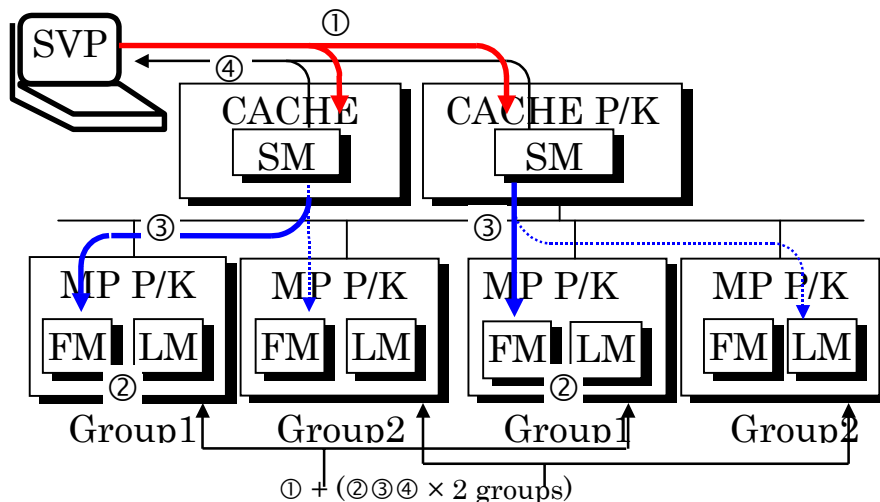 ①
SVP
④
CACHE
CACHE P/K
SM
SM
③
③
MP P/K
MP P/K
MP P/K
MP P/K
FM
LM
FM
LM
FM
LM
FM
LM
②
②
Group1
Group2
Group1
Group2
① + (②③④ × 2 groups)